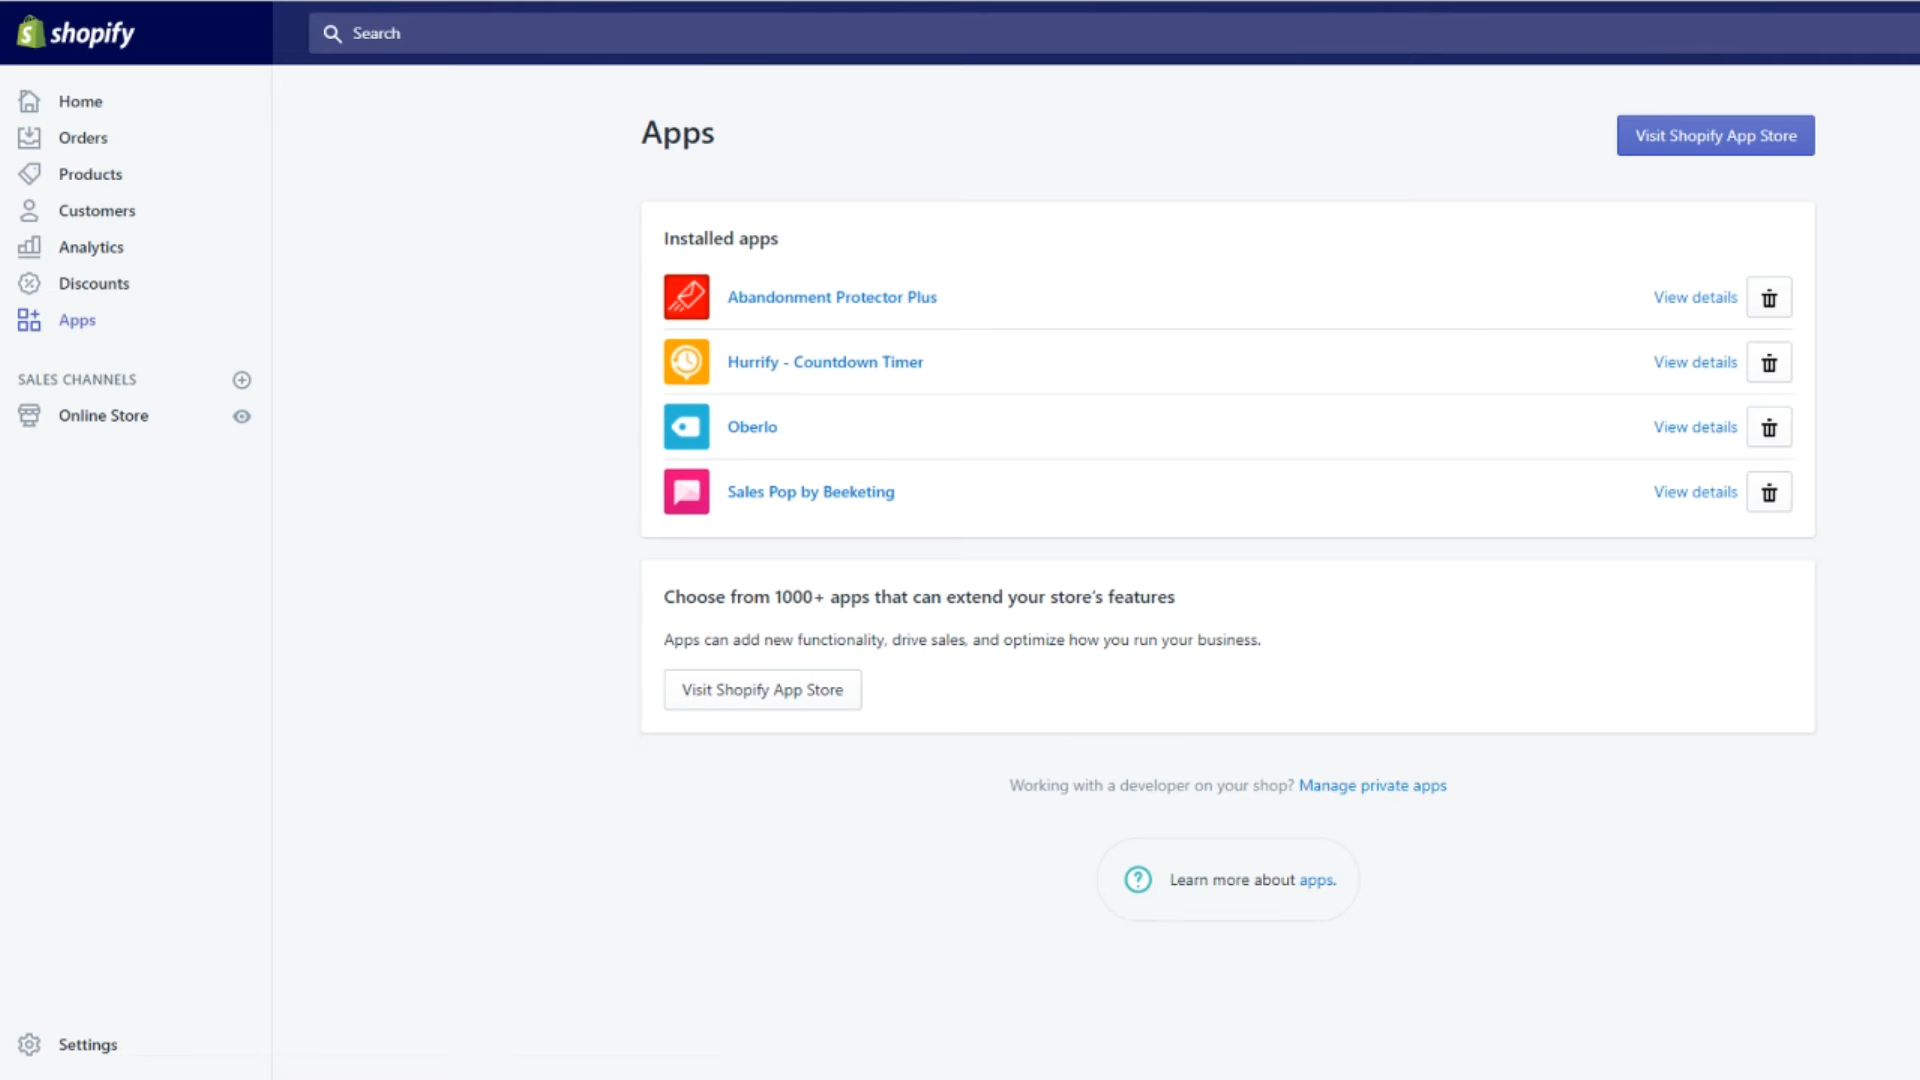 shopify
Search
Home
Orders
Products
Customers
Analytics
Discounts
Apps
SALES CHANNELS
Online Store
Settings
Apps
Visit Shopify App Store
Installed apps
Abandonment Protector Plus View details
Hurrify - Countdown Timer View details
Oberlo View details
Sales Pop by Beeketing View details
Choose from 1000+ apps that can extend your store's features
Apps can add new functionality, drive sales, and optimize how you run your business.
Visit Shopify App Store
Working with a developer on your shop? Manage private apps
Learn more about apps.